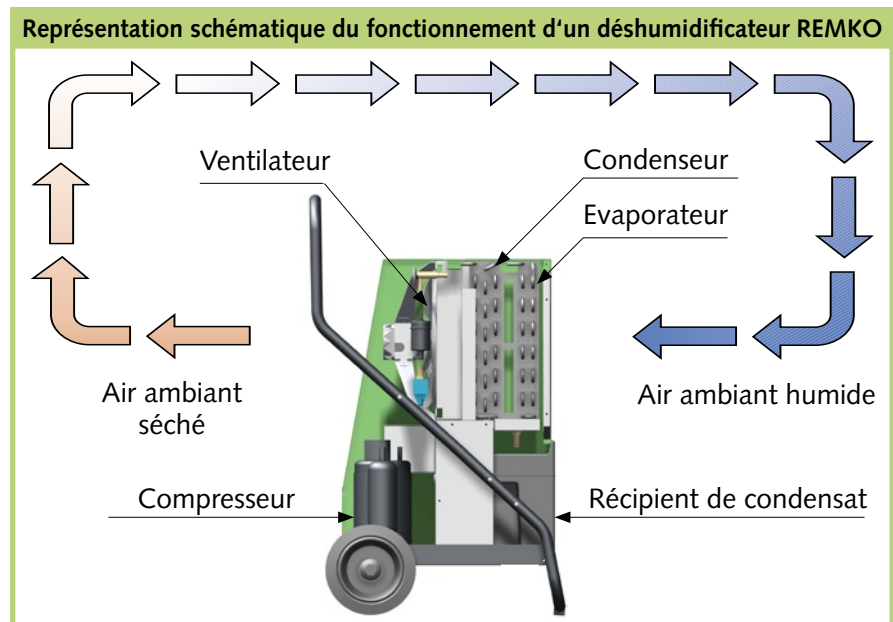 Représentation schématique du fonctionnement d‘un déshumidificateur REMKO
Ventilateur
Condenseur
Evaporateur
Air ambiant
séché
Air ambiant humide
Compresseur
Récipient de condensat